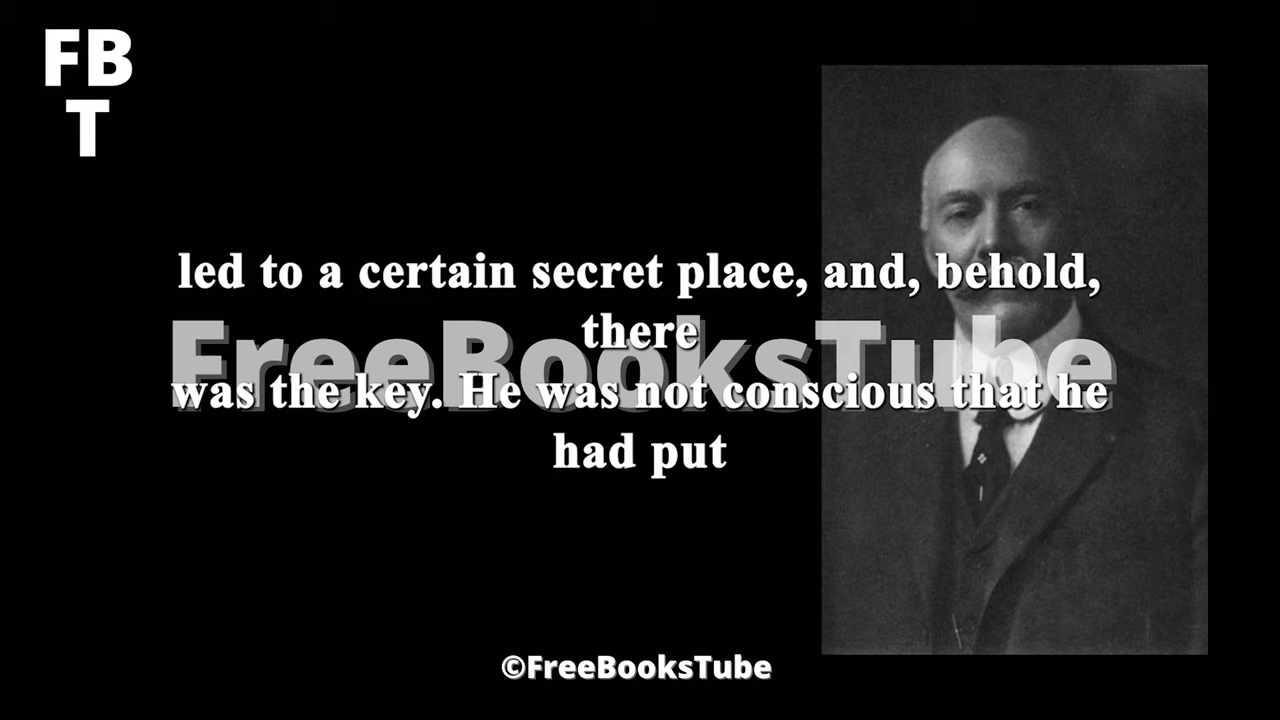 FB
T
led to a certain secret place, and, behold,
there
FreeBooksTube
was the key. He was not conscious that he
had put
©FreeBooksTube